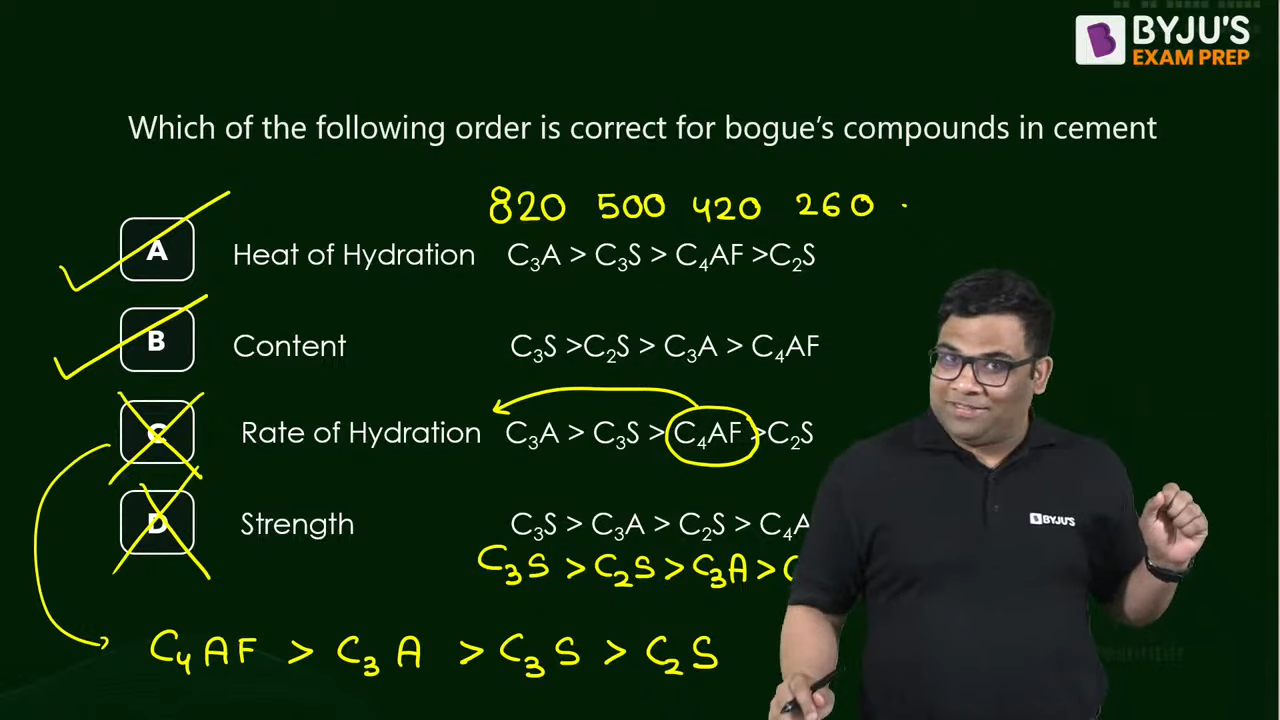 BYJU'S
EXAM PREP
Which of the following order is correct for bogue's compounds in cement
820 500 420 260
A Heat of Hydration C₃A > C₃S > C₄AF >C₂S
B Content C₃S >C₂S > C₃A > C₄AF
C Rate of Hydration C₃A > C₃S > C₄AF >C₂S
D Strength C₃S > C₃A > C₂S > C₄A
C₃S > C₂S > C₃A > C
C₄AF > C₃A > C₃S > C₂S
BYJU'S